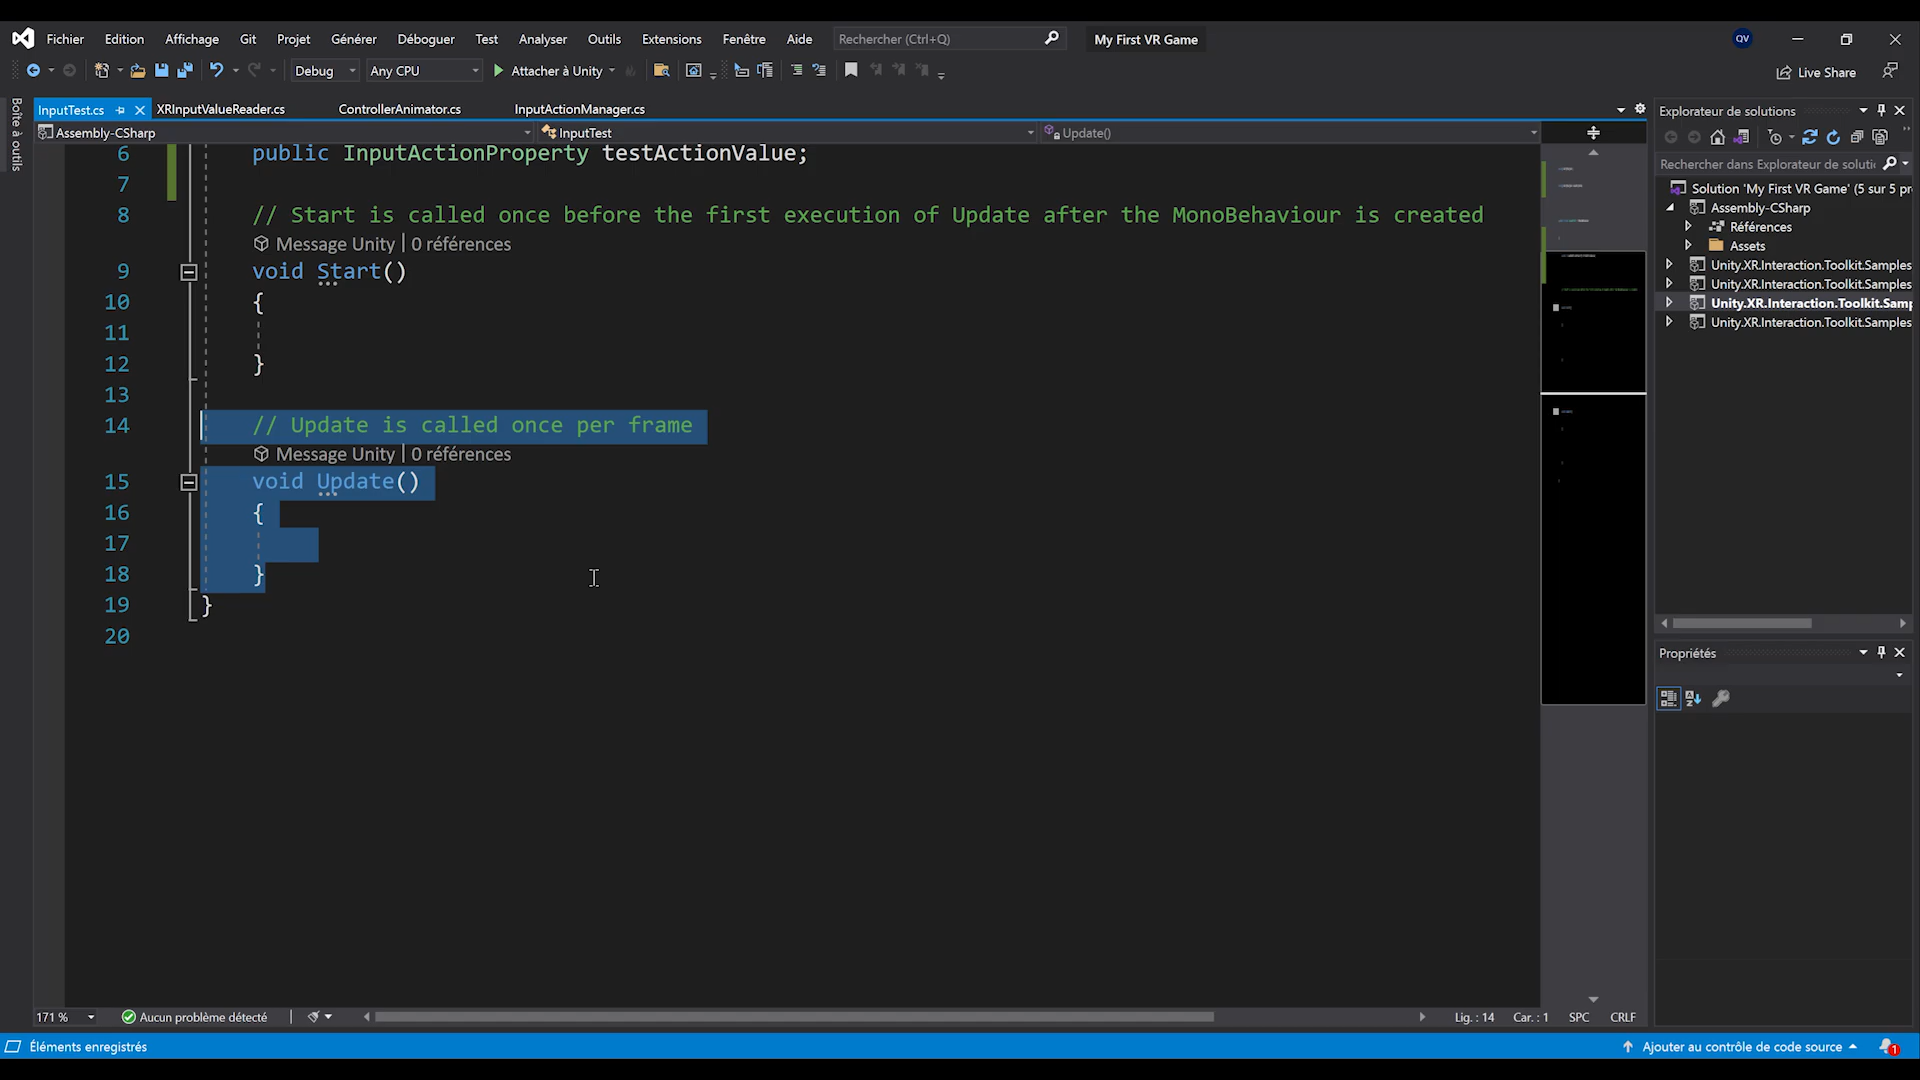 Fichier Edition Affichage Git Projet Générer Déboguer Test Analyser Outils Extensions Fenêtre Aide Rechercher (Ctrl+Q) My First VR Game QV
Debug Any CPU Attacher à Unity Live Share
Boîte à outils
InputTest.cs XRInputValueReader.cs ControllerAnimator.cs InputActionManager.cs
Assembly-CSharp InputTest Update()
6 public InputActionProperty testActionValue;
7
8 // Start is called once before the first execution of Update after the MonoBehaviour is created
Message Unity | 0 références
9 void Start()
10 {
11
12 }
13
14 // Update is called once per frame
Message Unity | 0 références
15 void Update()
16 {
17
18 }
19 }
20
171 % Aucun problème détecté Lig. : 14 Car. : 1 SPC CRLF
Éléments enregistrés Ajouter au contrôle de code source 1
Explorateur de solutions
Rechercher dans Explorateur de soluti
Solution 'My First VR Game' (5 sur 5 pr
Assembly-CSharp
Références
Assets
Unity.XR.Interaction.Toolkit.Samples
Unity.XR.Interaction.Toolkit.Samples
Unity.XR.Interaction.Toolkit.Samp
Unity.XR.Interaction.Toolkit.Samples
Propriétés